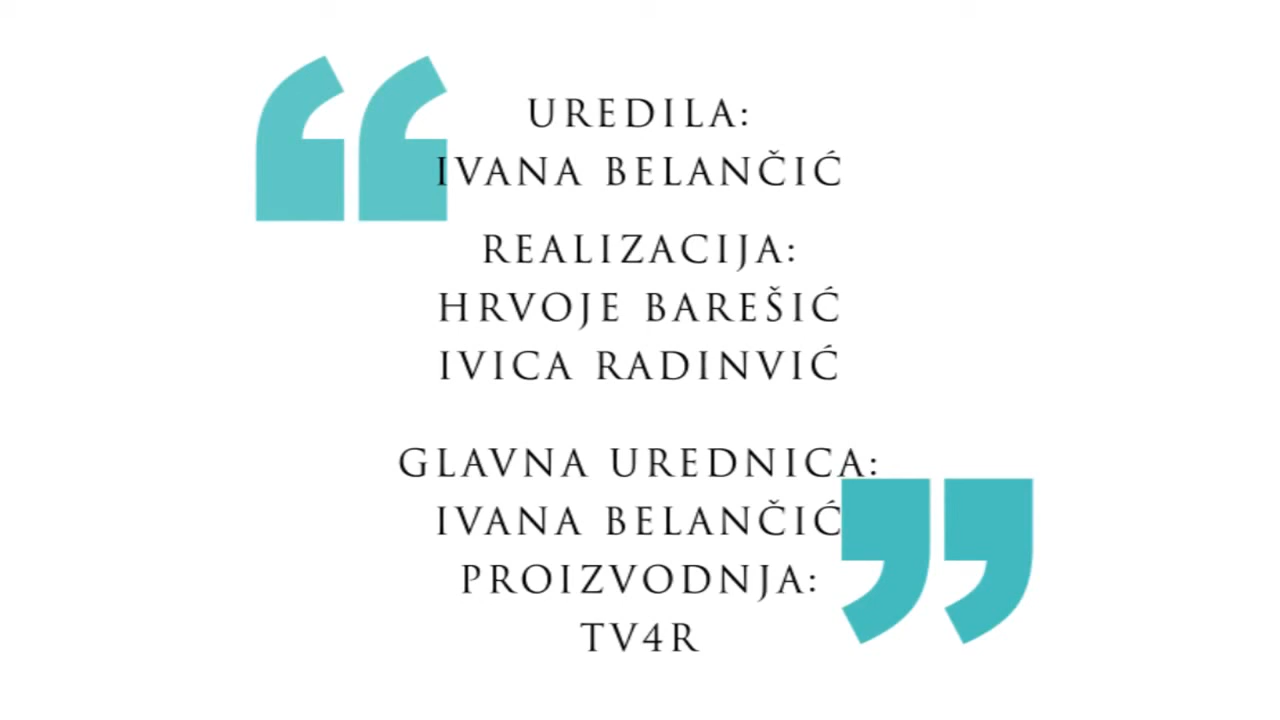 UREDILA:
IVANA BELANČIĆ
REALIZACIJA:
HRVOJE BAREŠIĆ
IVICA RADINVIĆ
GLAVNA UREDNICA:
IVANA BELANČIĆ
PROIZVODNJA:
TV4R